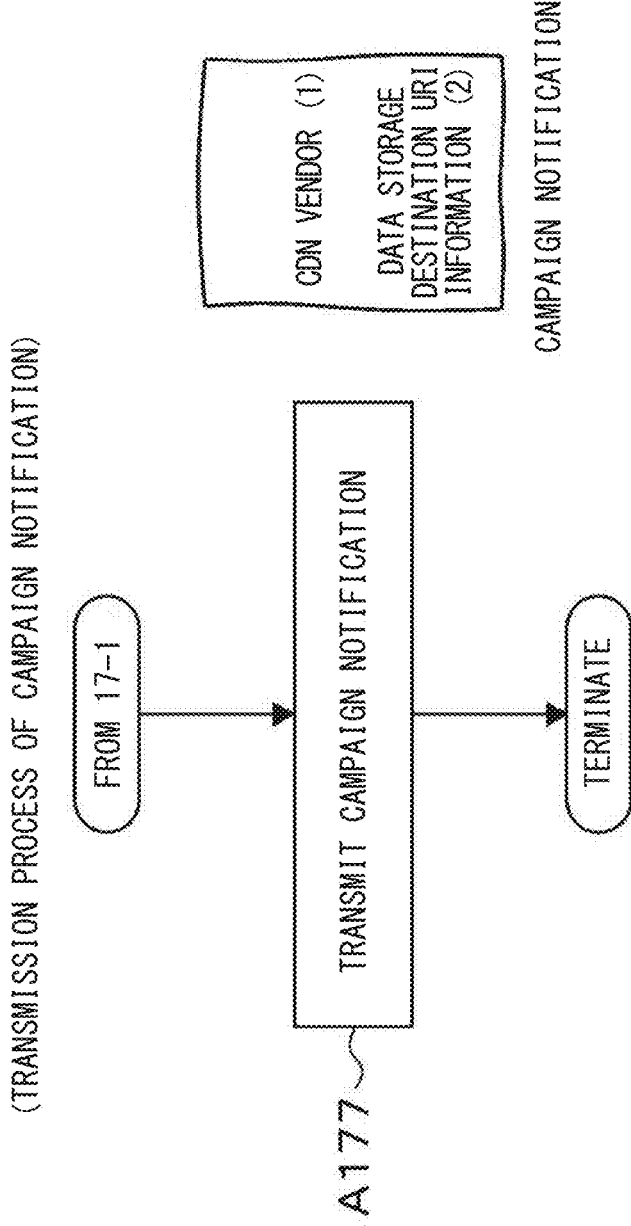 (TRANSMISSION PROCESS OF CAMPAIGN NOTIFICATION)
FROM 17-1
A177
TRANSMIT CAMPAIGN NOTIFICATION
TERMINATE
CDN VENDOR (1)
DATA STORAGE
DESTINATION URI
INFORMATION (2)
CAMPAIGN NOTIFICATION